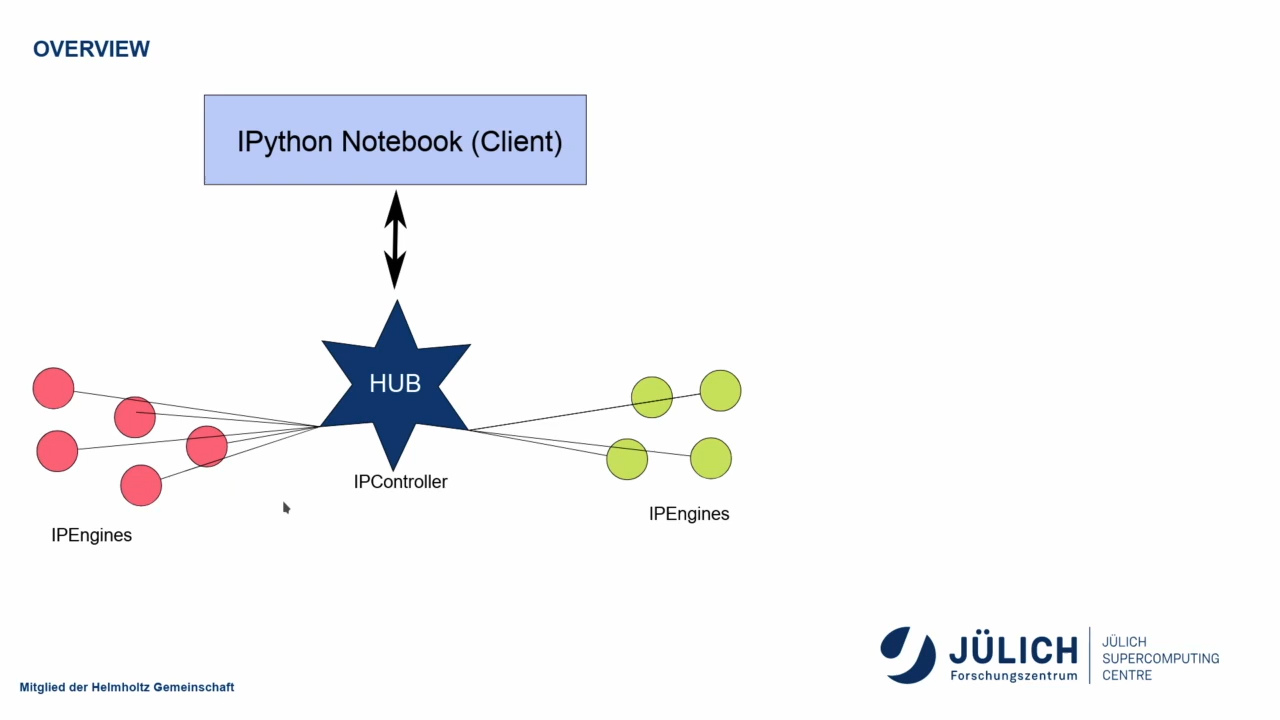 OVERVIEW
IPython Notebook (Client)
HUB
IPController
IPEngines
IPEngines
JÜLICH
Forschungszentrum
JÜLICH
SUPERCOMPUTING
CENTRE
Mitglied der Helmholtz Gemeinschaft